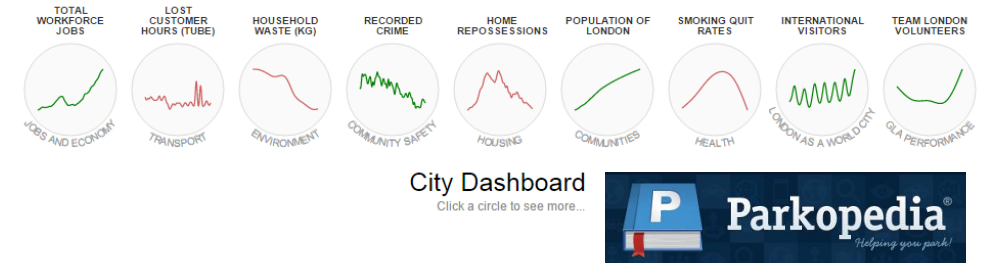 TOTAL
WORKFORCE
JOBS
LOST
CUSTOMER
HOURS (TUBE)
HOUSEHOLD
WASTE (KG)
RECORDED
CRIME
HOME
REPOSSESSIONS
POPULATION OF
LONDON
SMOKING QUIT
RATES
INTERNATIONAL
VISITORS
TEAM LONDON
VOLUNTEERS
JOBS AND ECONOMY
TRANSPORT
ENVIRONMENT
COMMUNITY SAFETY
HOUSING
COMMUNITIES
HEALTH
LONDON AS A WORLD CITY
GLA PERFORMANCE
City Dashboard
Click a circle to see more...
P
Parkopedia®
Helping you park!